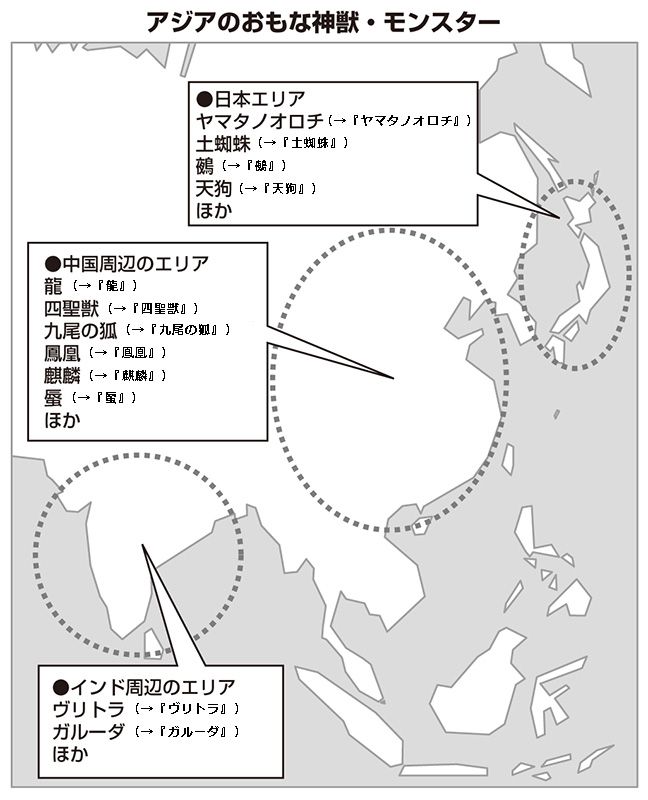 アジアのおもな神獣・モンスター
●日本エリア
ヤマタノオロチ(→『ヤマタノオロチ』)
土蜘蛛(→『土蜘蛛』)
鵺(→『鵺』)
天狗(→『天狗』)
ほか
●中国周辺のエリア
龍(→『龍』)
四聖獣(→『四聖獣』)
九尾の狐(→『九尾の狐』)
鳳凰(→『鳳凰』)
麒麟(→『麒麟』)
蜃(→『蜃』)
ほか
●インド周辺のエリア
ヴリトラ(→『ヴリトラ』)
ガルーダ(→『ガルーダ』)
ほか